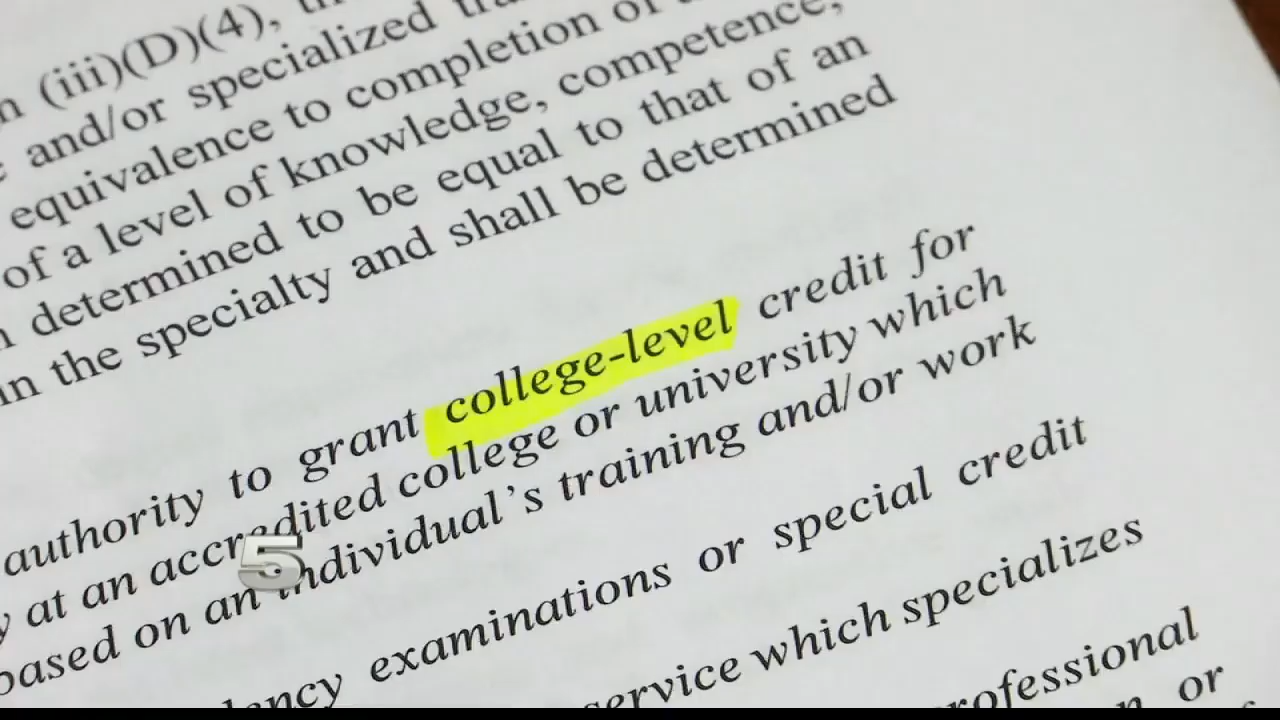 (iii)(D)(4),
and/or specialized
equivalence to completion of
of a level of knowledge, competence,
determined to be equal to that of an
in the specialty and shall be determined
authority to grant college-level credit for
at an accredited college or university which
based on an individual's training and/or work
examinations or special credit
service which specializes
professional
or
5